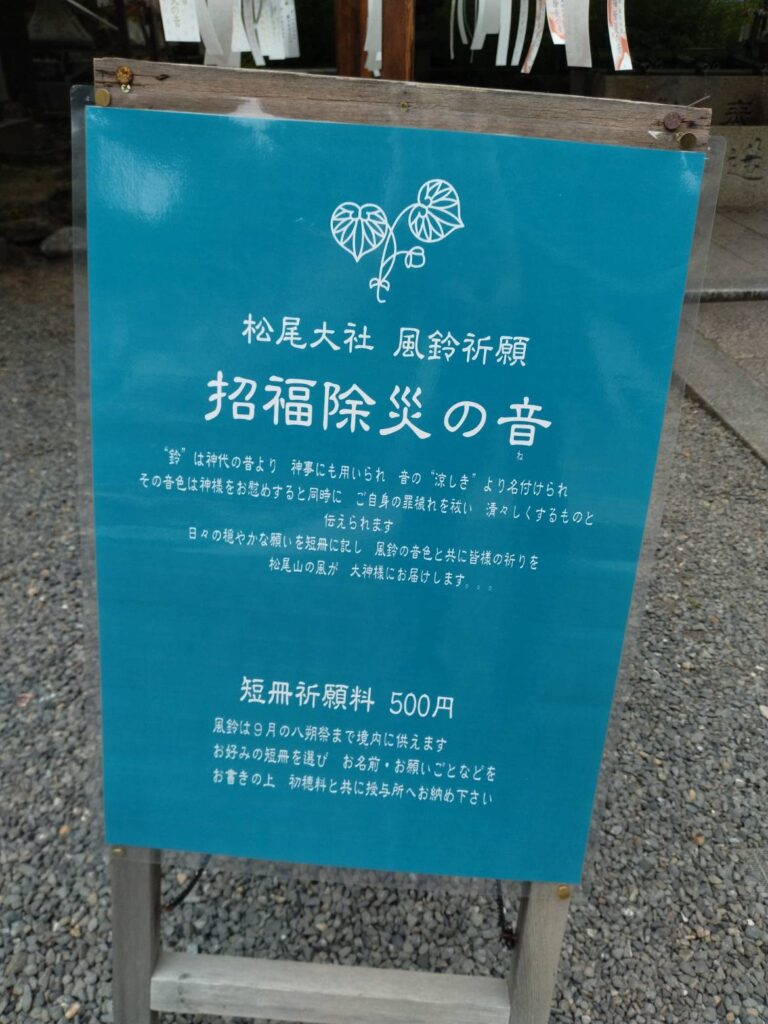 松尾大社 風鈴祈願
招福除災の音
ね
“鈴”は神代の昔より 神事にも用いられ 音の“涼しき”より名付けられ
その音色は神様をお慰めすると同時に ご自身の罪穢れを祓い 清々しくするものと
伝えられます
日々の穏やかな願いを短冊に記し 風鈴の音色と共に皆様の祈りを
松尾山の風が 大神様にお届けします。。。
短冊祈願料 500円
風鈴は9月の八朔祭まで境内に供えます
お好みの短冊を選び お名前・お願いごとなどを
お書きの上 初穂料と共に授与所へお納め下さい